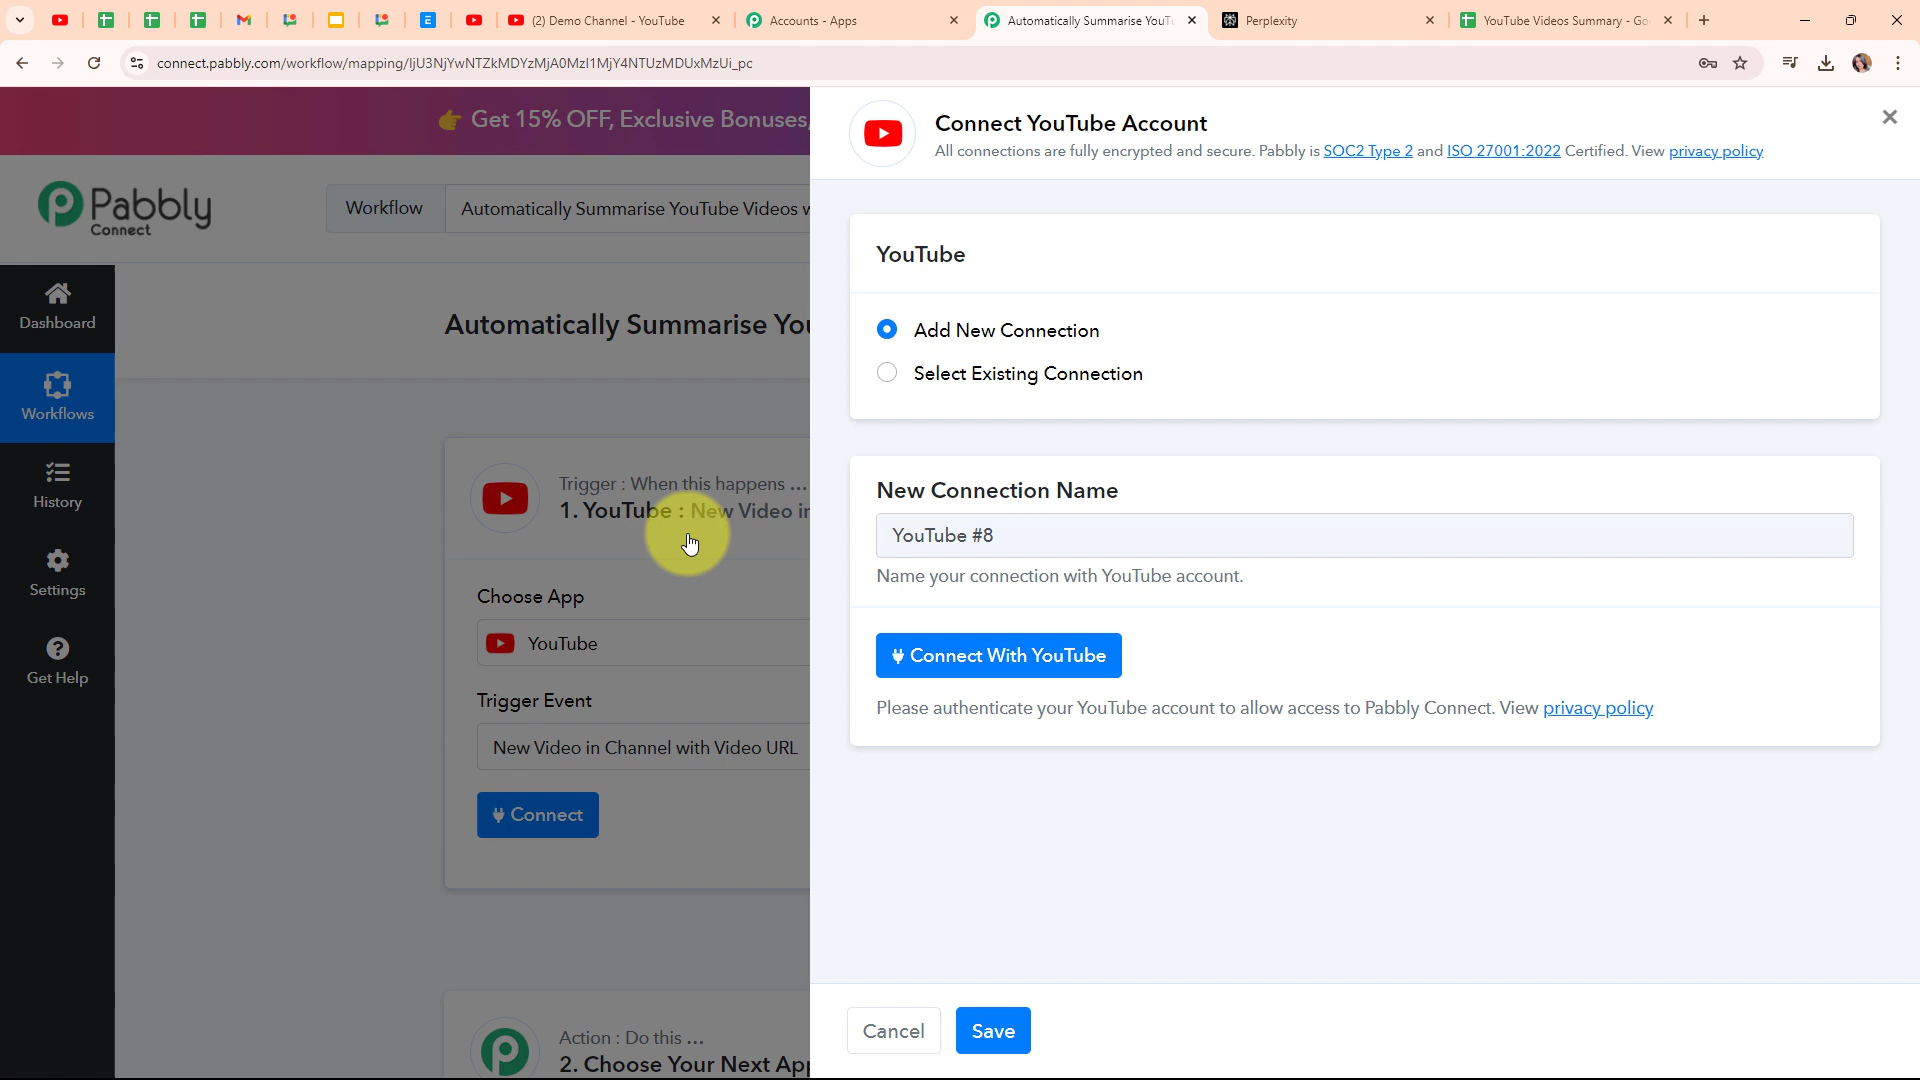 (2) Demo Channel - YouTube
Accounts - Apps
Automatically Summarise YouTu
Perplexity
YouTube Videos Summary - Go
connect.pabbly.com/workflow/mapping/IjU3NjYwNTZkMDYzMjA0MzI1MjY4NTUzMDUxMzUi_pc
👉 Get 15% OFF, Exclusive Bonuses,
Pabbly
Connect
Workflow
Automatically Summarise YouTube Videos w
Dashboard
Workflows
History
Settings
Get Help
Automatically Summarise You
Trigger : When this happens ...
1. YouTube : New Video in
Choose App
YouTube
Trigger Event
New Video in Channel with Video URL
Connect
Action : Do this ...
2. Choose Your Next App
Connect YouTube Account
All connections are fully encrypted and secure. Pabbly is SOC2 Type 2 and ISO 27001:2022 Certified. View privacy policy
YouTube
Add New Connection
Select Existing Connection
New Connection Name
YouTube #8
Name your connection with YouTube account.
Connect With YouTube
Please authenticate your YouTube account to allow access to Pabbly Connect. View privacy policy
Cancel
Save